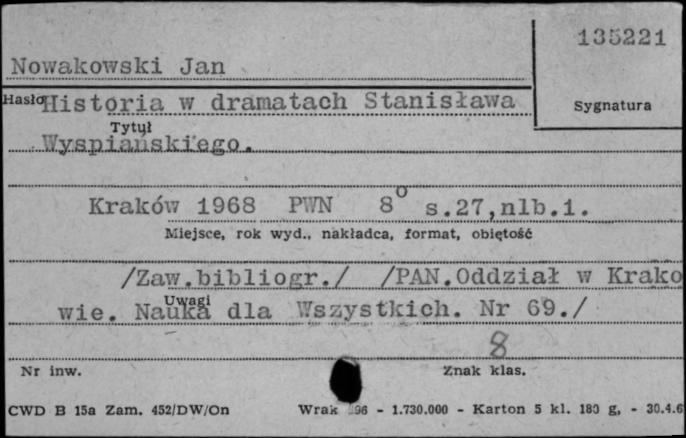 135221
Nowakowski Jan
Hasło Historia w dramatach Stanisława
Sygnatura
Tytuł
Wyspiańskiego.
Kraków 1968 PWN 8° s.27,nlb.1.
Miejsce, rok wyd., nakładca, format, objętość
/Zaw.bibliogr./ /PAN.Oddział w Krako
Uwagi
wie. Nauka dla Wszystkich. Nr 69./
8
Nr inw. Znak klas.
CWD B 15a Zam. 452/DW/On Wrak 96 - 1.730.000 - Karton 5 kl. 180 g, - 30.4.6